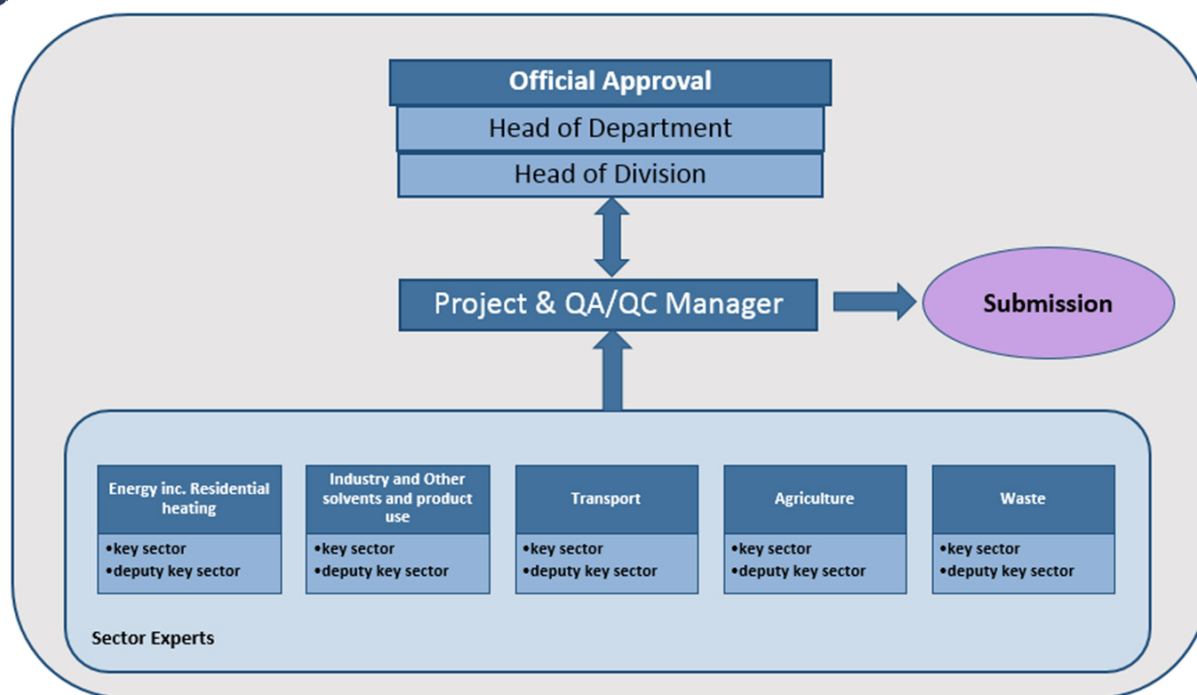 Official Approval
Head of Department
Head of Division
Project & QA/QC Manager
Submission
Energy inc. Residential
heating
•key sector
•deputy key sector
Industry and Other
solvents and product
use
•key sector
•deputy key sector
Transport
•key sector
•deputy key sector
Agriculture
•key sector
•deputy key sector
Waste
•key sector
•deputy key sector
Sector Experts